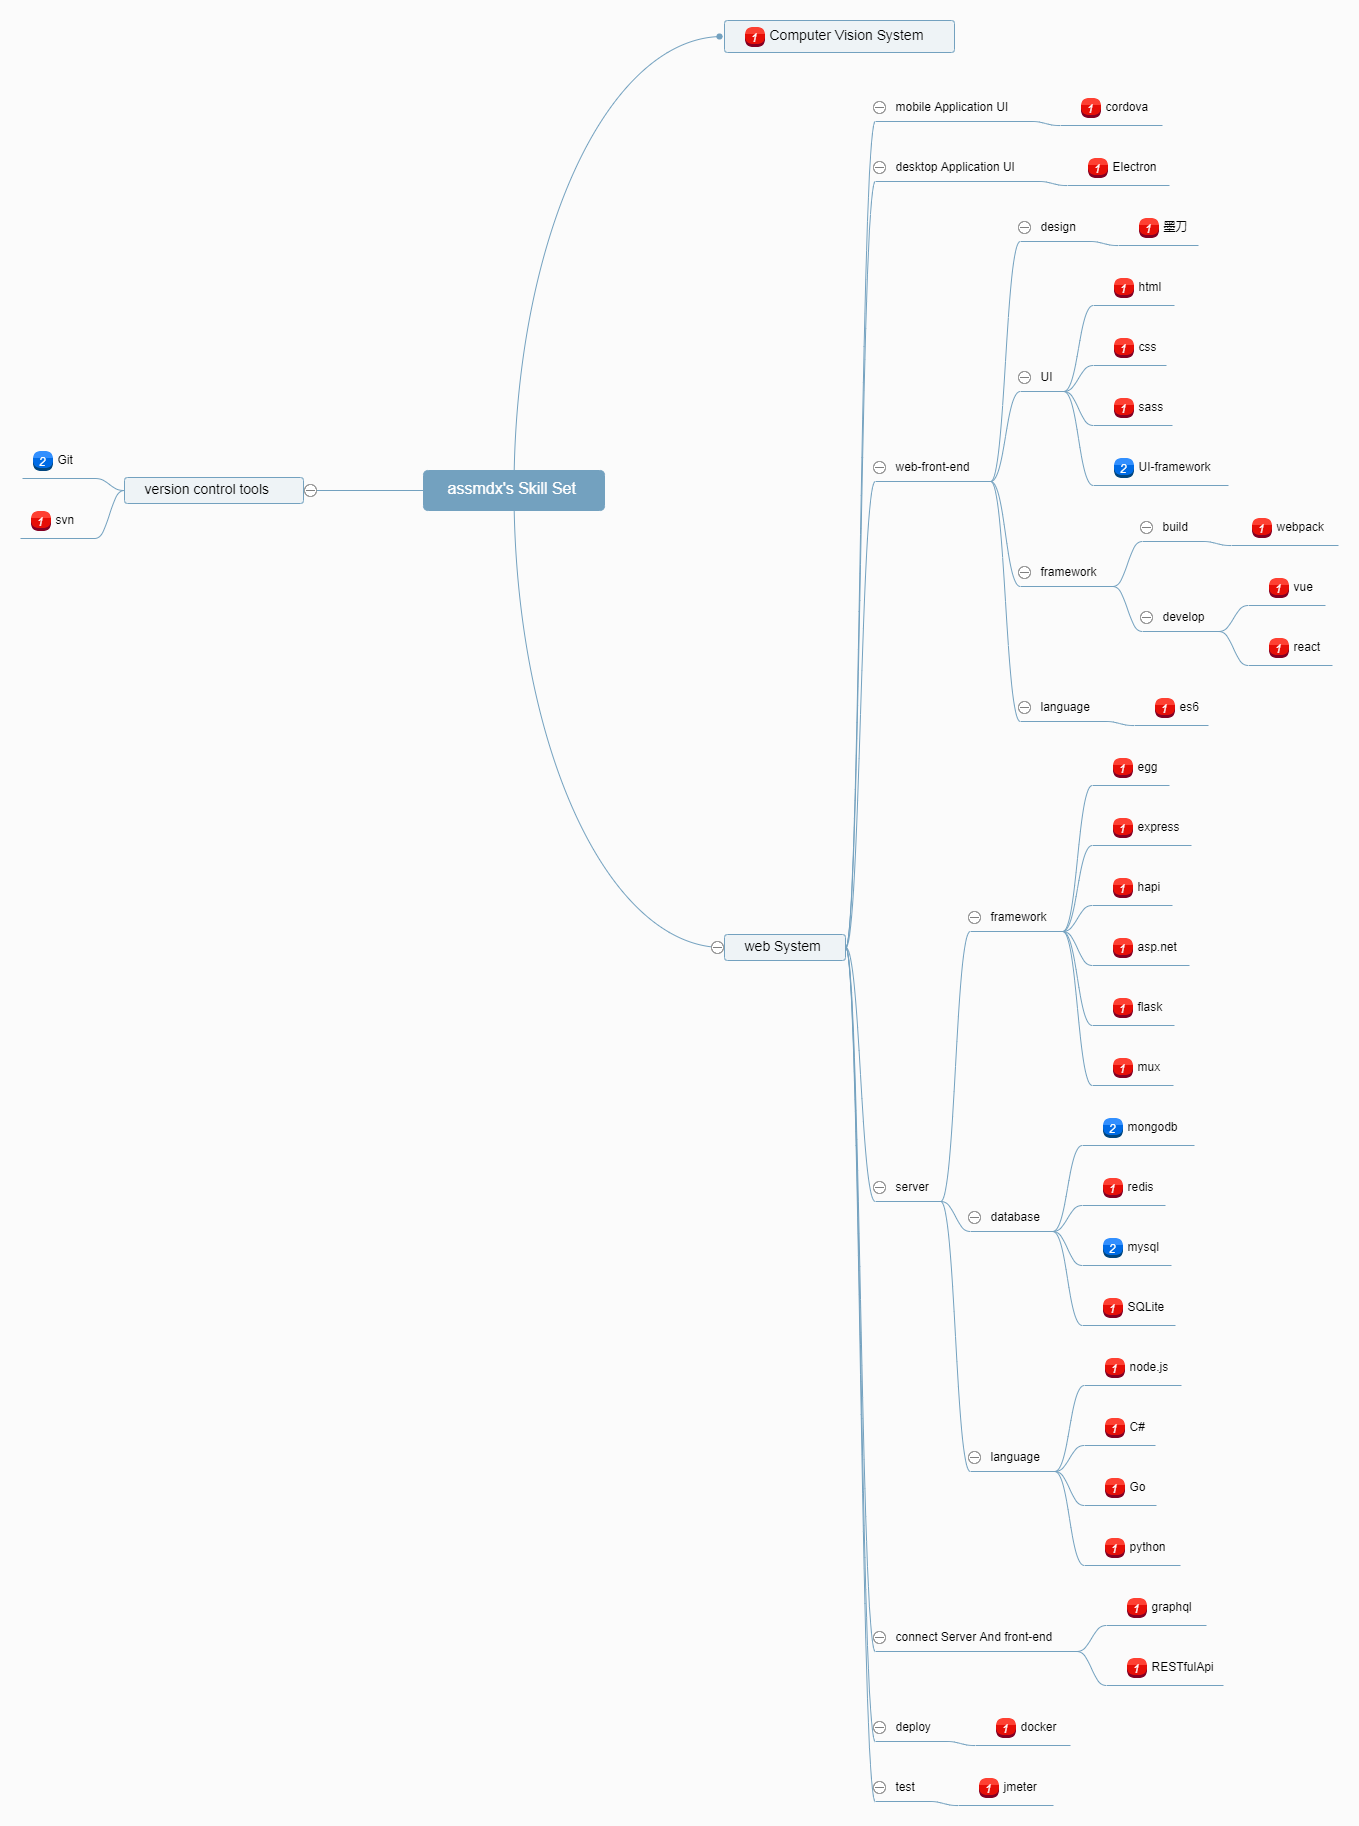 1 Computer Vision System
mobile Application UI
1 cordova
desktop Application UI
1 Electron
design
1 墨刀
1 html
1 css
UI
1 sass
2 Git
version control tools
1 svn
assmdx's Skill Set
web-front-end
2 UI-framework
build
1 webpack
framework
1 vue
develop
1 react
language
1 es6
1 egg
1 express
1 hapi
framework
web System
1 asp.net
1 flask
1 mux
2 mongodb
server
1 redis
database
2 mysql
1 SQLite
1 node.js
1 C#
language
1 Go
1 python
1 graphql
connect Server And front-end
1 RESTfulApi
deploy
1 docker
test
1 jmeter